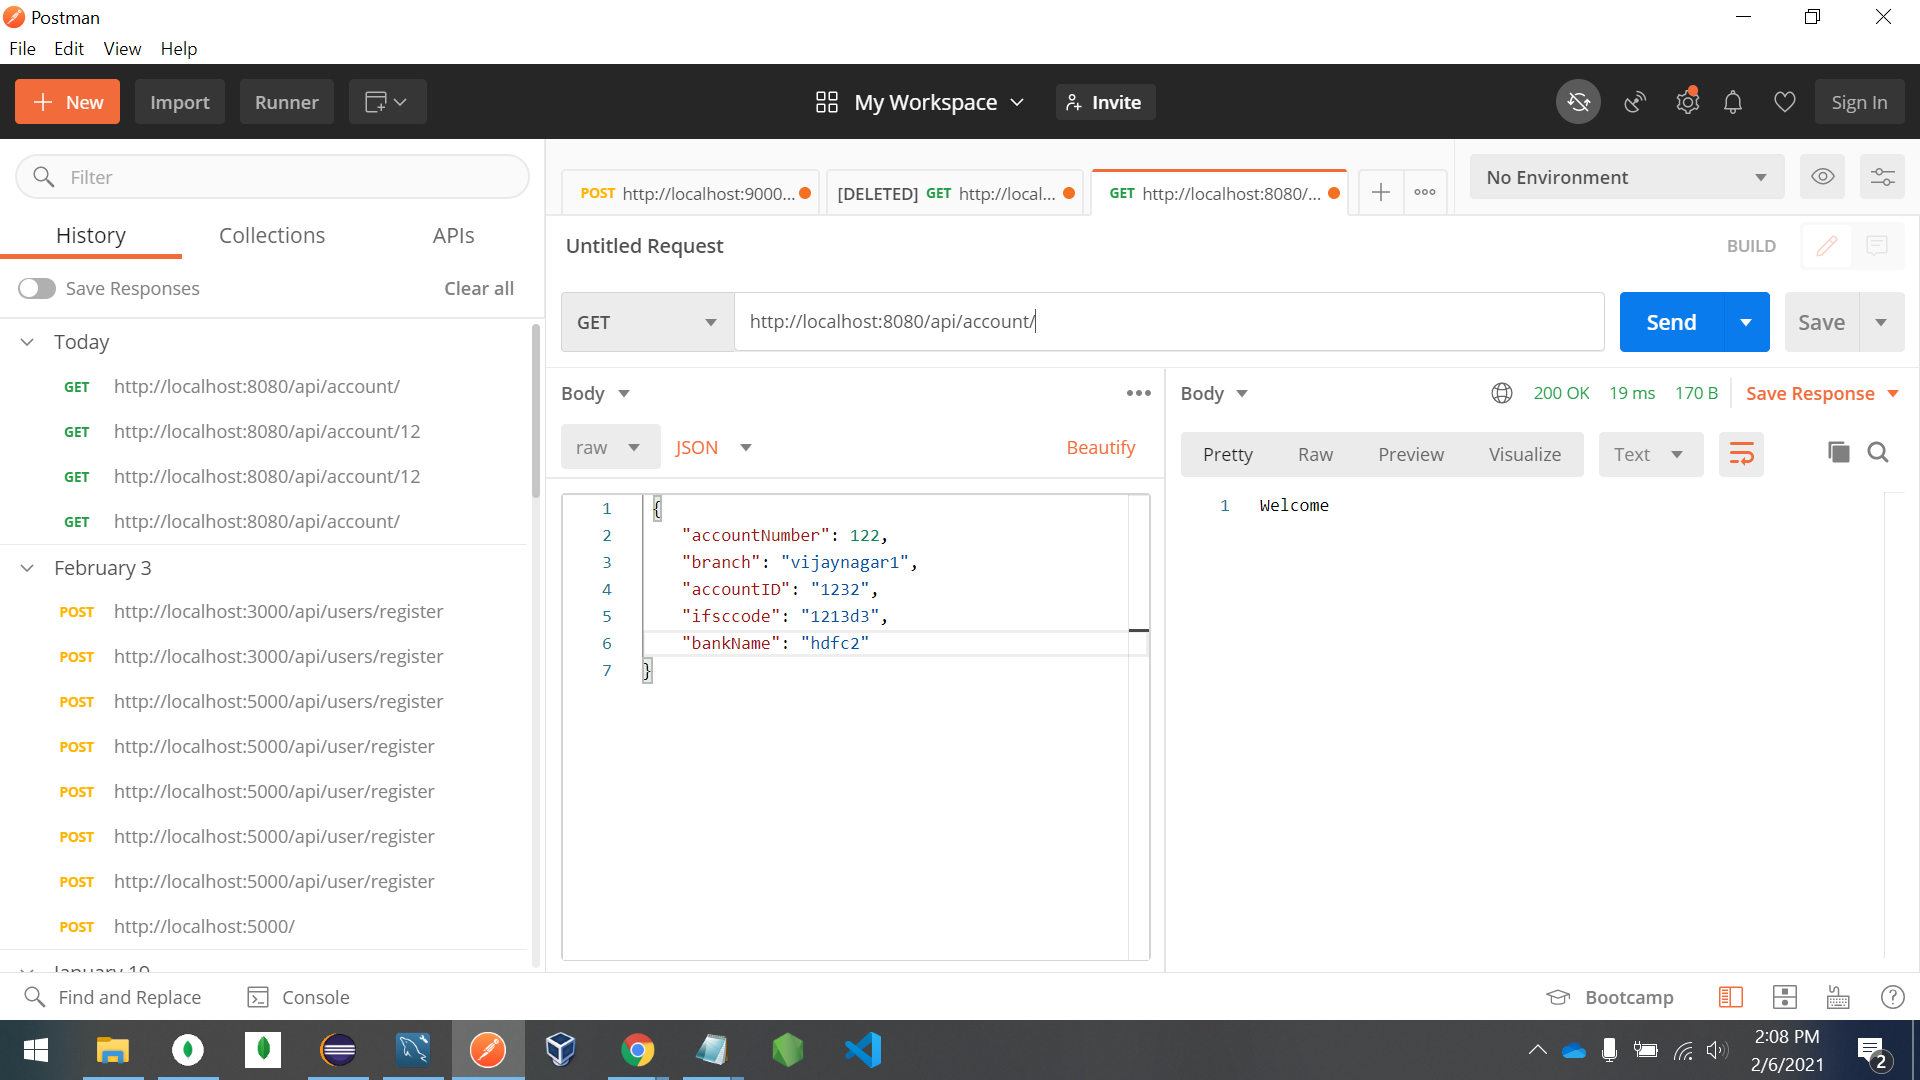 Postman
File Edit View Help
New Import Runner My Workspace Invite Sign In
Filter
History Collections APIs
Save Responses Clear all
Today
GET http://localhost:8080/api/account/
GET http://localhost:8080/api/account/12
GET http://localhost:8080/api/account/12
GET http://localhost:8080/api/account/
February 3
POST http://localhost:3000/api/users/register
POST http://localhost:3000/api/users/register
POST http://localhost:5000/api/users/register
POST http://localhost:5000/api/user/register
POST http://localhost:5000/api/user/register
POST http://localhost:5000/api/user/register
POST http://localhost:5000/api/user/register
POST http://localhost:5000/
POST http://localhost:9000... [DELETED] GET http://local... GET http://localhost:8080/...
No Environment
Untitled Request BUILD
GET http://localhost:8080/api/account/ Send Save
Body
raw JSON Beautify
1 {
2 "accountNumber": 122,
3 "branch": "vijaynagar1",
4 "accountID": "1232",
5 "ifsccode": "1213d3",
6 "bankName": "hdfc2"
7 }
Body 200 OK 19 ms 170 B Save Response
Pretty Raw Preview Visualize Text
1 Welcome
Find and Replace Console Bootcamp
2:08 PM
2/6/2021
2